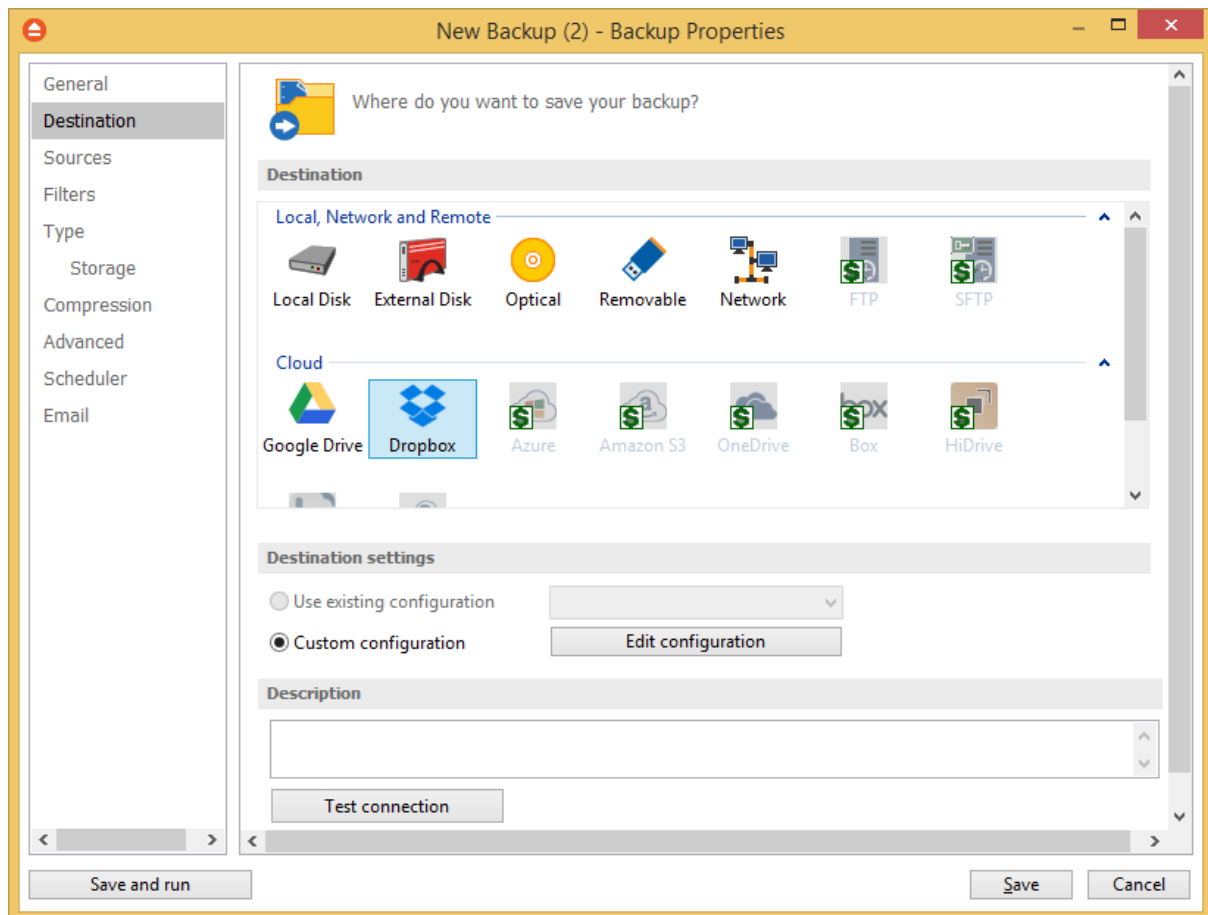 New Backup (2) - Backup Properties
General
Destination
Sources
Filters
Type
Storage
Compression
Advanced
Scheduler
Email
Where do you want to save your backup?
Destination
Local, Network and Remote
Local Disk External Disk Optical Removable Network FTP SFTP
Cloud
Google Drive Dropbox Azure Amazon S3 OneDrive Box HiDrive
Destination settings
Use existing configuration
Custom configuration Edit configuration
Description
Test connection
Save and run Save Cancel